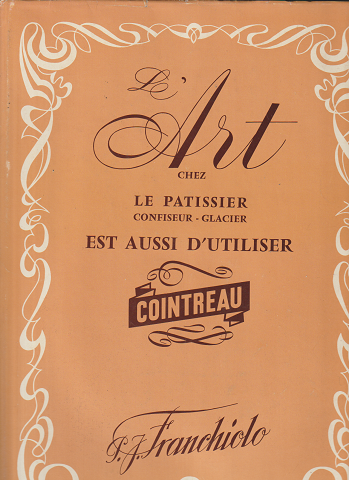 L'Art
CHEZ
LE PATISSIER
CONFISEUR - GLACIER
EST AUSSI D'UTILISER
COINTREAU
P.J. Franchiolo